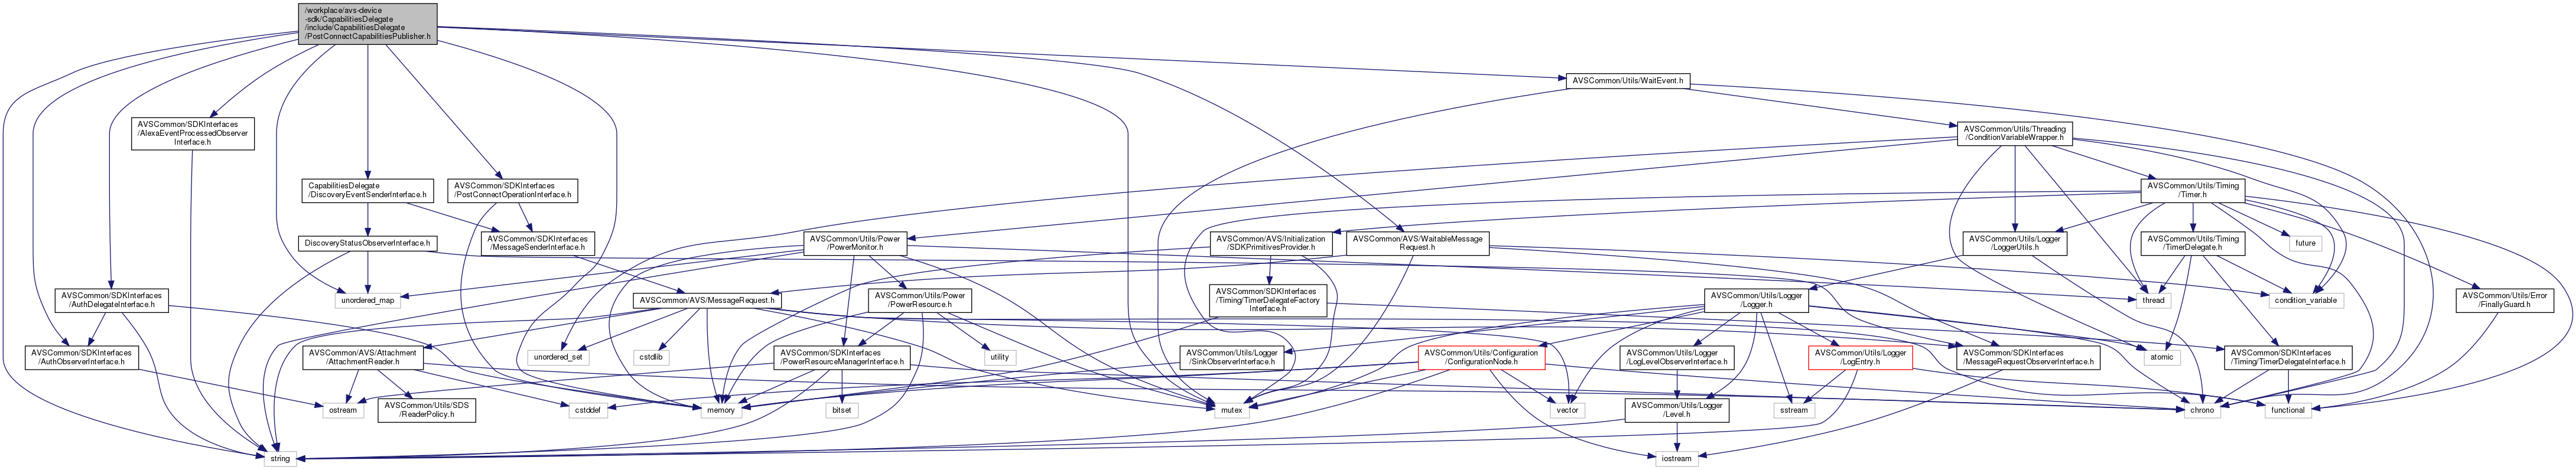 /workplace/avs-device
-sdk/CapabilitiesDelegate
/include/CapabilitiesDelegate
/PostConnectCapabilitiesPublisher.h
AVSCommon/Utils/WaitEvent.h
AVSCommon/SDKInterfaces
/AlexaEventProcessedObserver
Interface.h
AVSCommon/Utils/Threading
/ConditionVariableWrapper.h
CapabilitiesDelegate
/DiscoveryEventSenderInterface.h
AVSCommon/SDKInterfaces
/PostConnectOperationInterface.h
AVSCommon/Utils/Timing
/Timer.h
DiscoveryStatusObserverInterface.h
AVSCommon/SDKInterfaces
/MessageSenderInterface.h
AVSCommon/Utils/Power
/PowerMonitor.h
AVSCommon/AVS/Initialization
/SDKPrimitivesProvider.h
AVSCommon/AVS/WaitableMessage
Request.h
AVSCommon/Utils/Logger
/LoggerUtils.h
AVSCommon/Utils/Timing
/TimerDelegate.h
future
AVSCommon/SDKInterfaces
/AuthDelegateInterface.h
unordered_map
AVSCommon/AVS/MessageRequest.h
AVSCommon/Utils/Power
/PowerResource.h
AVSCommon/SDKInterfaces
/Timing/TimerDelegateFactory
Interface.h
AVSCommon/Utils/Logger
/Logger.h
thread
condition_variable
AVSCommon/Utils/Error
/FinallyGuard.h
AVSCommon/SDKInterfaces
/AuthObserverInterface.h
AVSCommon/AVS/Attachment
/AttachmentReader.h
unordered_set
cstdlib
AVSCommon/SDKInterfaces
/PowerResourceManagerInterface.h
utility
AVSCommon/Utils/Logger
/SinkObserverInterface.h
AVSCommon/Utils/Configuration
/ConfigurationNode.h
AVSCommon/Utils/Logger
/LogLevelObserverInterface.h
AVSCommon/Utils/Logger
/LogEntry.h
AVSCommon/SDKInterfaces
/MessageRequestObserverInterface.h
atomic
AVSCommon/SDKInterfaces
/Timing/TimerDelegateInterface.h
ostream
AVSCommon/Utils/SDS
/ReaderPolicy.h
cstddef
memory
bitset
mutex
vector
AVSCommon/Utils/Logger
/Level.h
sstream
chrono
functional
string
iostream